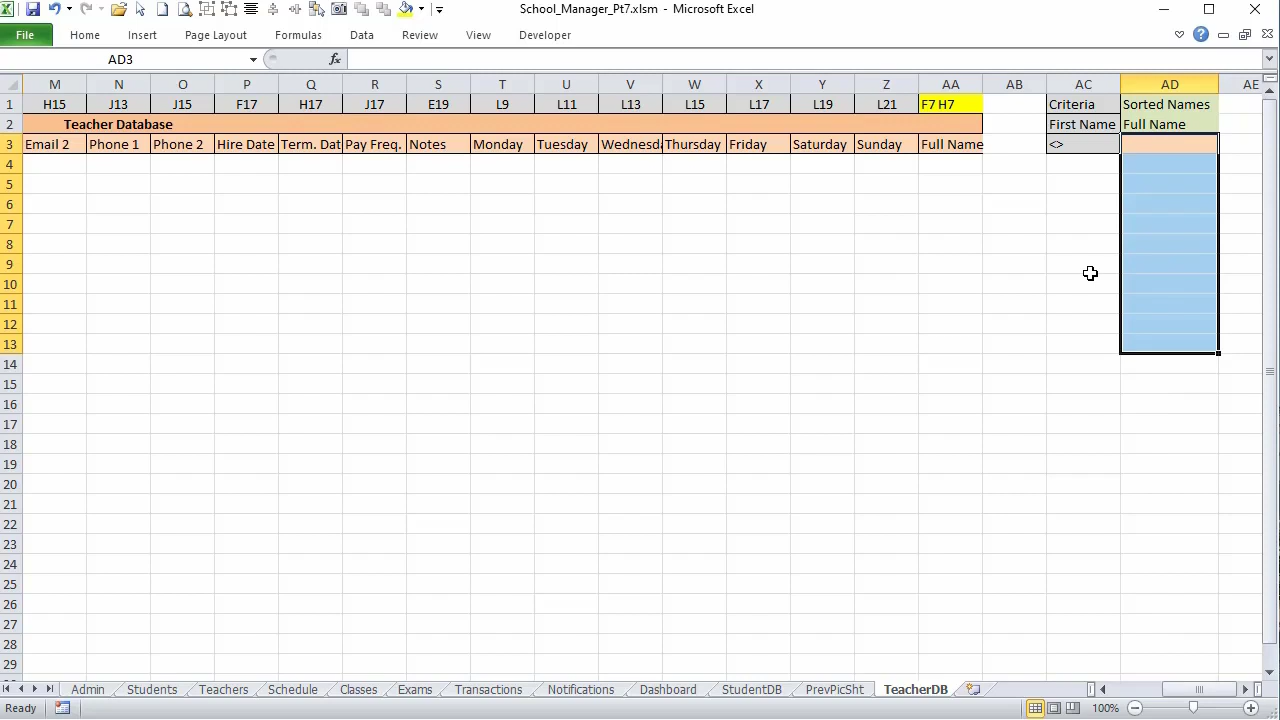 School_Manager_Pt7.xlsm - Microsoft Excel
File Home Insert Page Layout Formulas Data Review View Developer
AD3 fx
M N O P Q R S T U V W X Y Z AA AB AC AD AE
1 H15 J13 J15 F17 H17 J17 E19 L9 L11 L13 L15 L17 L19 L21 F7 H7 Criteria Sorted Names
2 Teacher Database First Name Full Name
3 Email 2 Phone 1 Phone 2 Hire Date Term. Dat Pay Freq. Notes Monday Tuesday Wednesda Thursday Friday Saturday Sunday Full Name <>
4
5
6
7
8
9
10
11
12
13
14
15
16
17
18
19
20
21
22
23
24
25
26
27
28
29
Admin Students Teachers Schedule Classes Exams Transactions Notifications Dashboard StudentDB PrevPicSht TeacherDB
Ready 100%